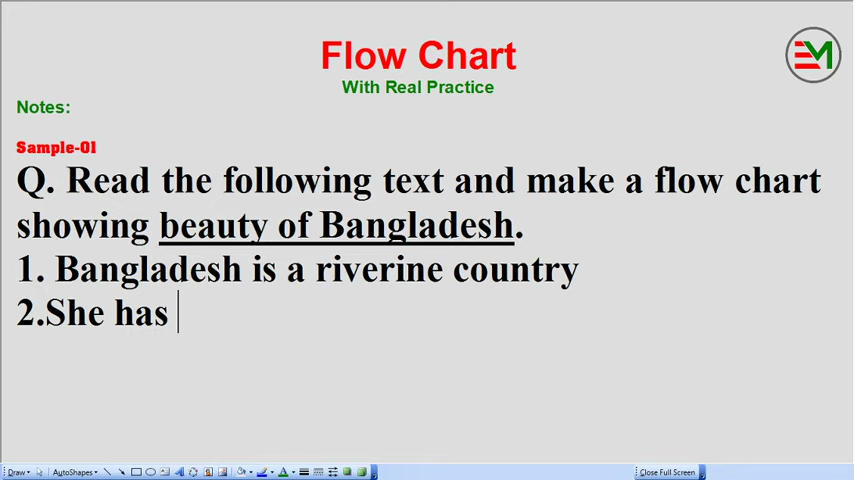 Flow Chart
With Real Practice
EM
Notes:
Sample-01
Q. Read the following text and make a flow chart
showing beauty of Bangladesh.
1. Bangladesh is a riverine country
2.She has
Draw AutoShapes Close Full Screen